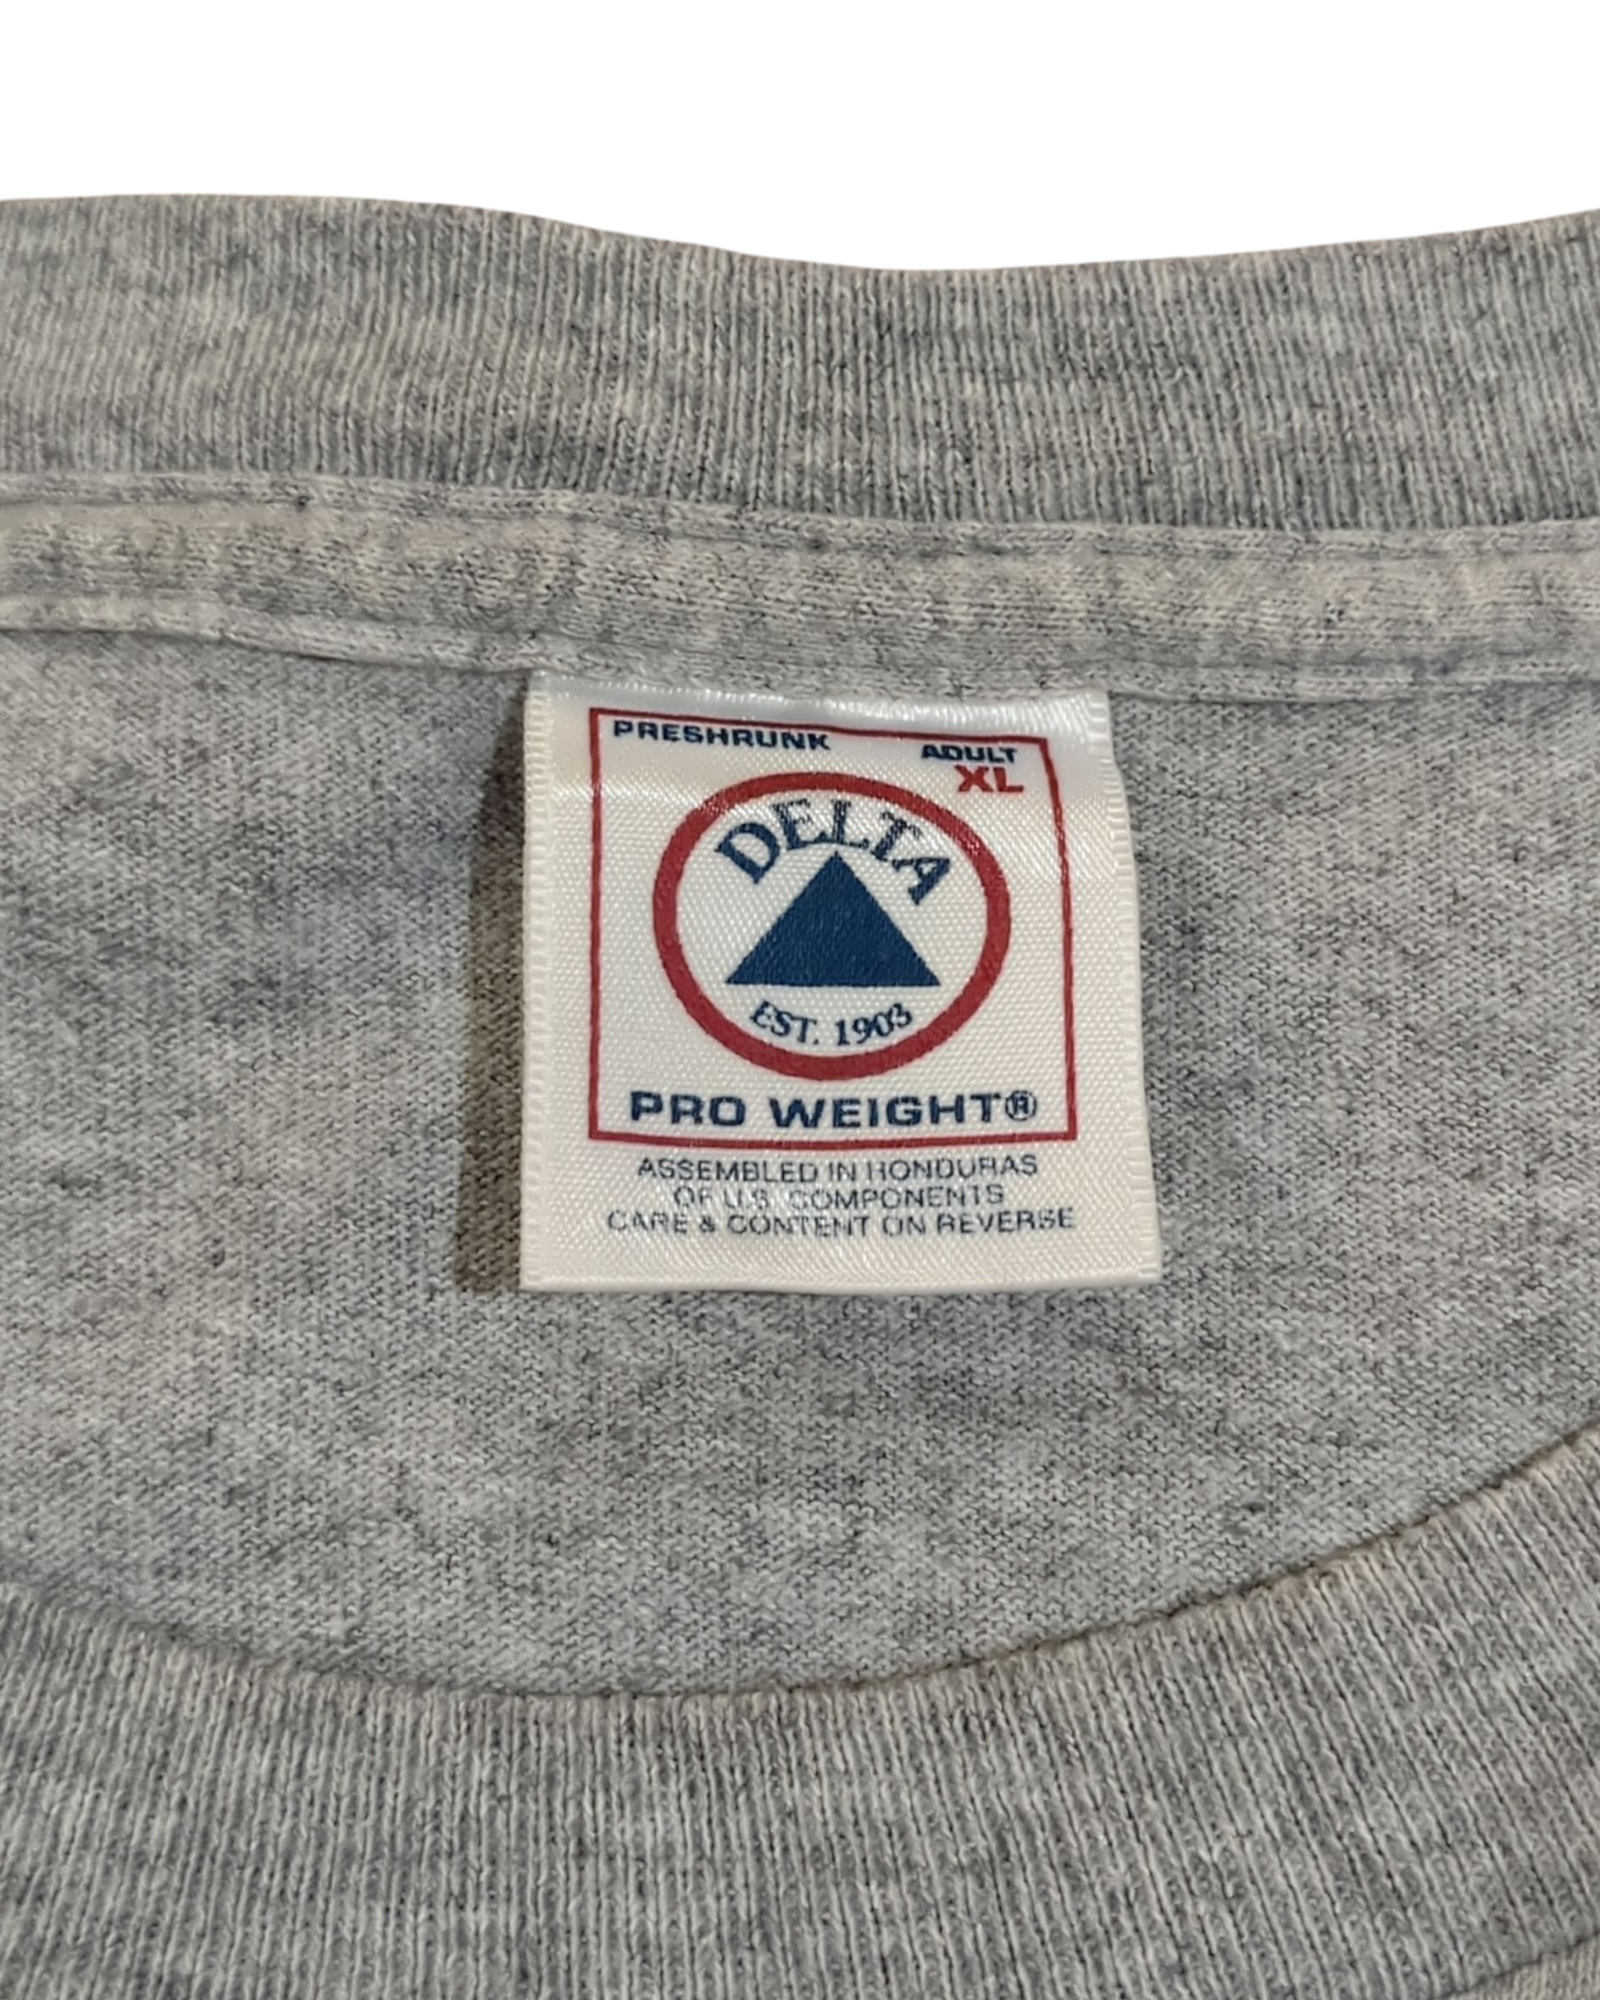 PRESHRUNK
ADULT
XL
DELTA
EST. 1903
PRO WEIGHT®
ASSEMBLED IN HONDURAS
OF U.S. COMPONENTS
CARE & CONTENT ON REVERSE